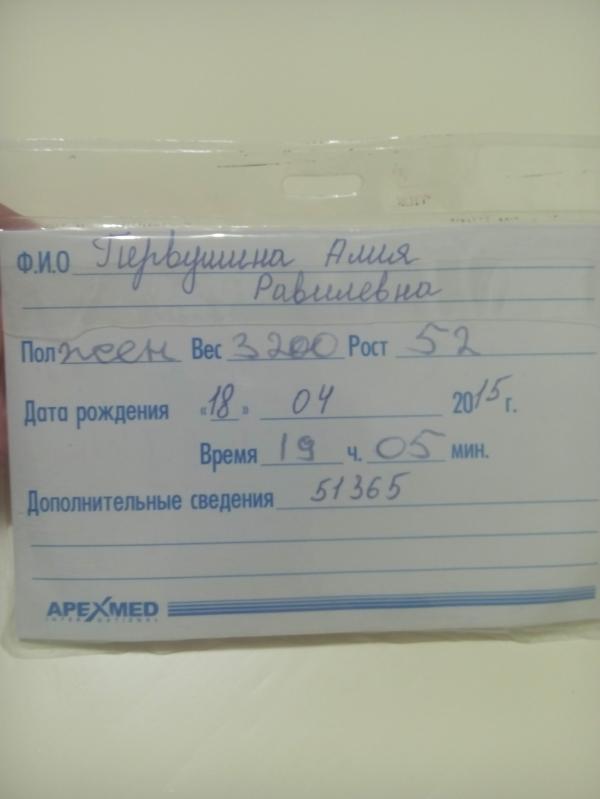 Ф.И.О Первушина Алия
Равилевна
Пол жен Вес 3200 Рост 52
Дата рождения «18» 04 2015 г.
Время 19 ч. 05 мин.
Дополнительные сведения 51365
APEXMED
INTERNATIONAL